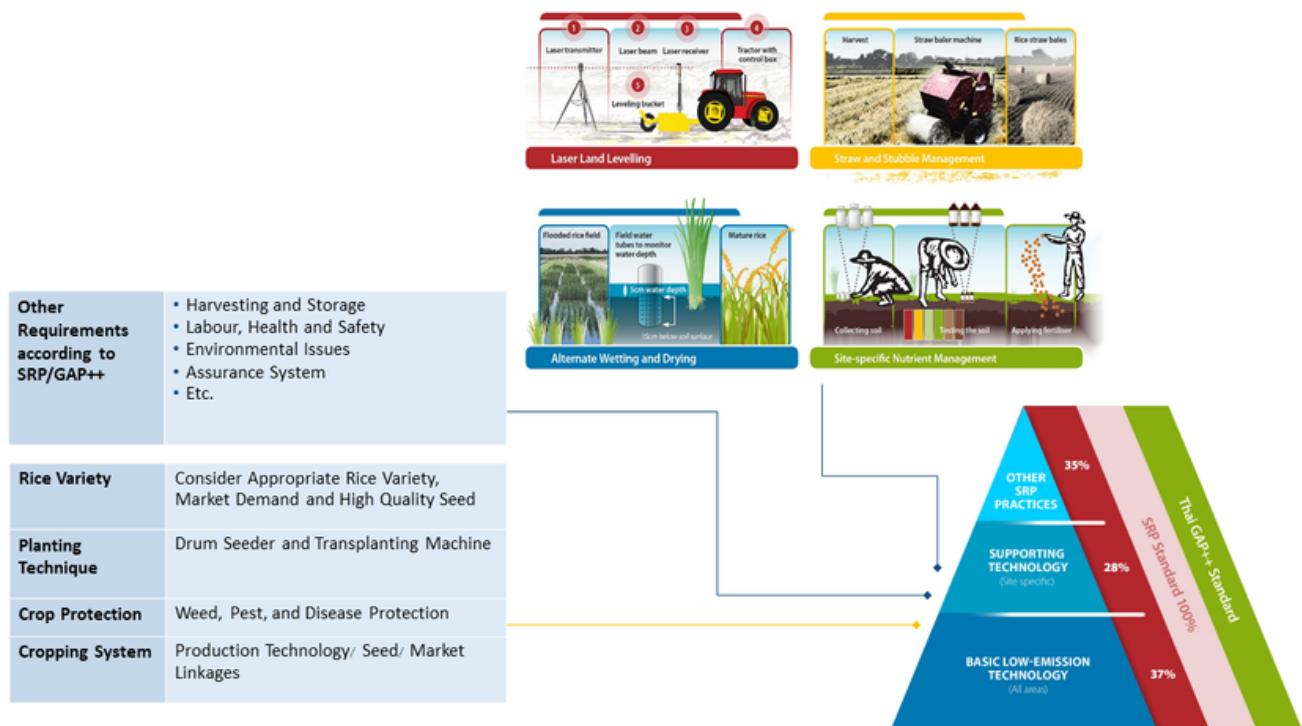 1
2
3
4
Laser transmitter
Laser beam
Laser receiver
Tractor with
control box
5
Leveling bucket
Laser Land Levelling
Harvest
Straw baler machine
Rice straw bales
Straw and Stubble Management
Flooded rice field
Field water
tubes to monitor
water depth
Mature rice
5cm water depth
15cm below soil surface
Alternate Wetting and Drying
Collecting soil
Testing the soil
Applying fertiliser
Site-specific Nutrient Management
Other
Requirements
according to
SRP/GAP++
• Harvesting and Storage
• Labour, Health and Safety
• Environmental Issues
• Assurance System
• Etc.
Rice Variety
Consider Appropriate Rice Variety,
Market Demand and High Quality Seed
Planting
Technique
Drum Seeder and Transplanting Machine
Crop Protection
Weed, Pest, and Disease Protection
Cropping System
Production Technology/ Seed/ Market
Linkages
OTHER
SRP
PRACTICES
35%
SUPPORTING
TECHNOLOGY
(Site specific)
28%
BASIC LOW-EMISSION
TECHNOLOGY
(All areas)
37%
SRP Standard 100%
Thai GAP++ Standard